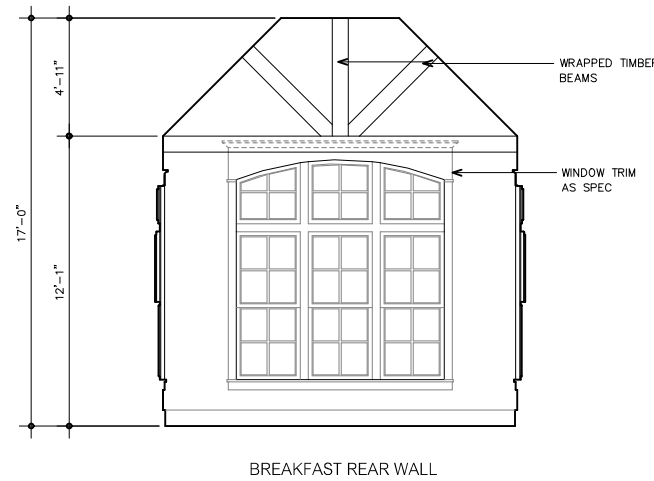 4'-11"
WRAPPED TIMBER
BEAMS
WINDOW TRIM
AS SPEC
17'-0"
12'-1"
BREAKFAST REAR WALL